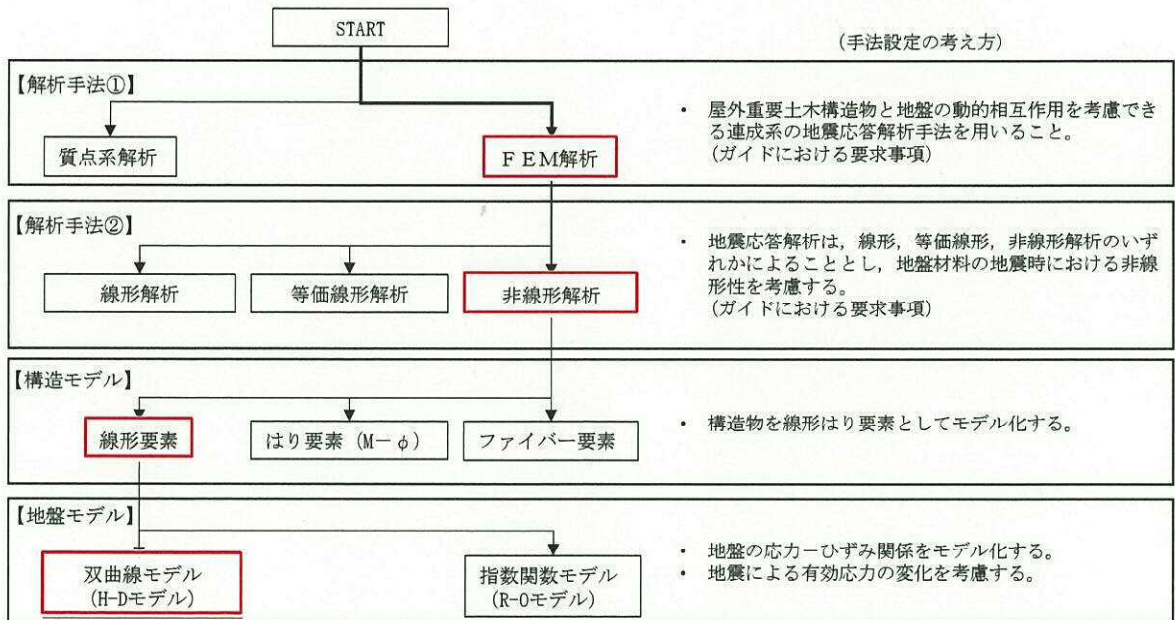 START
(手法設定の考え方)
【解析手法①】
質点系解析
ＦＥＭ解析
・ 屋外重要土木構造物と地盤の動的相互作用を考慮でき
る連成系の地震応答解析手法を用いること。
(ガイドにおける要求事項)
【解析手法②】
線形解析
等価線形解析
非線形解析
・ 地震応答解析は，線形，等価線形，非線形解析のいず
れかによることとし，地盤材料の地震時における非線
形性を考慮する。
(ガイドにおける要求事項)
【構造モデル】
線形要素
はり要素（M－φ）
ファイバー要素
・ 構造物を線形はり要素としてモデル化する。
【地盤モデル】
双曲線モデル
(H-Dモデル)
指数関数モデル
(R-Oモデル)
・ 地盤の応力－ひずみ関係をモデル化する。
・ 地震による有効応力の変化を考慮する。